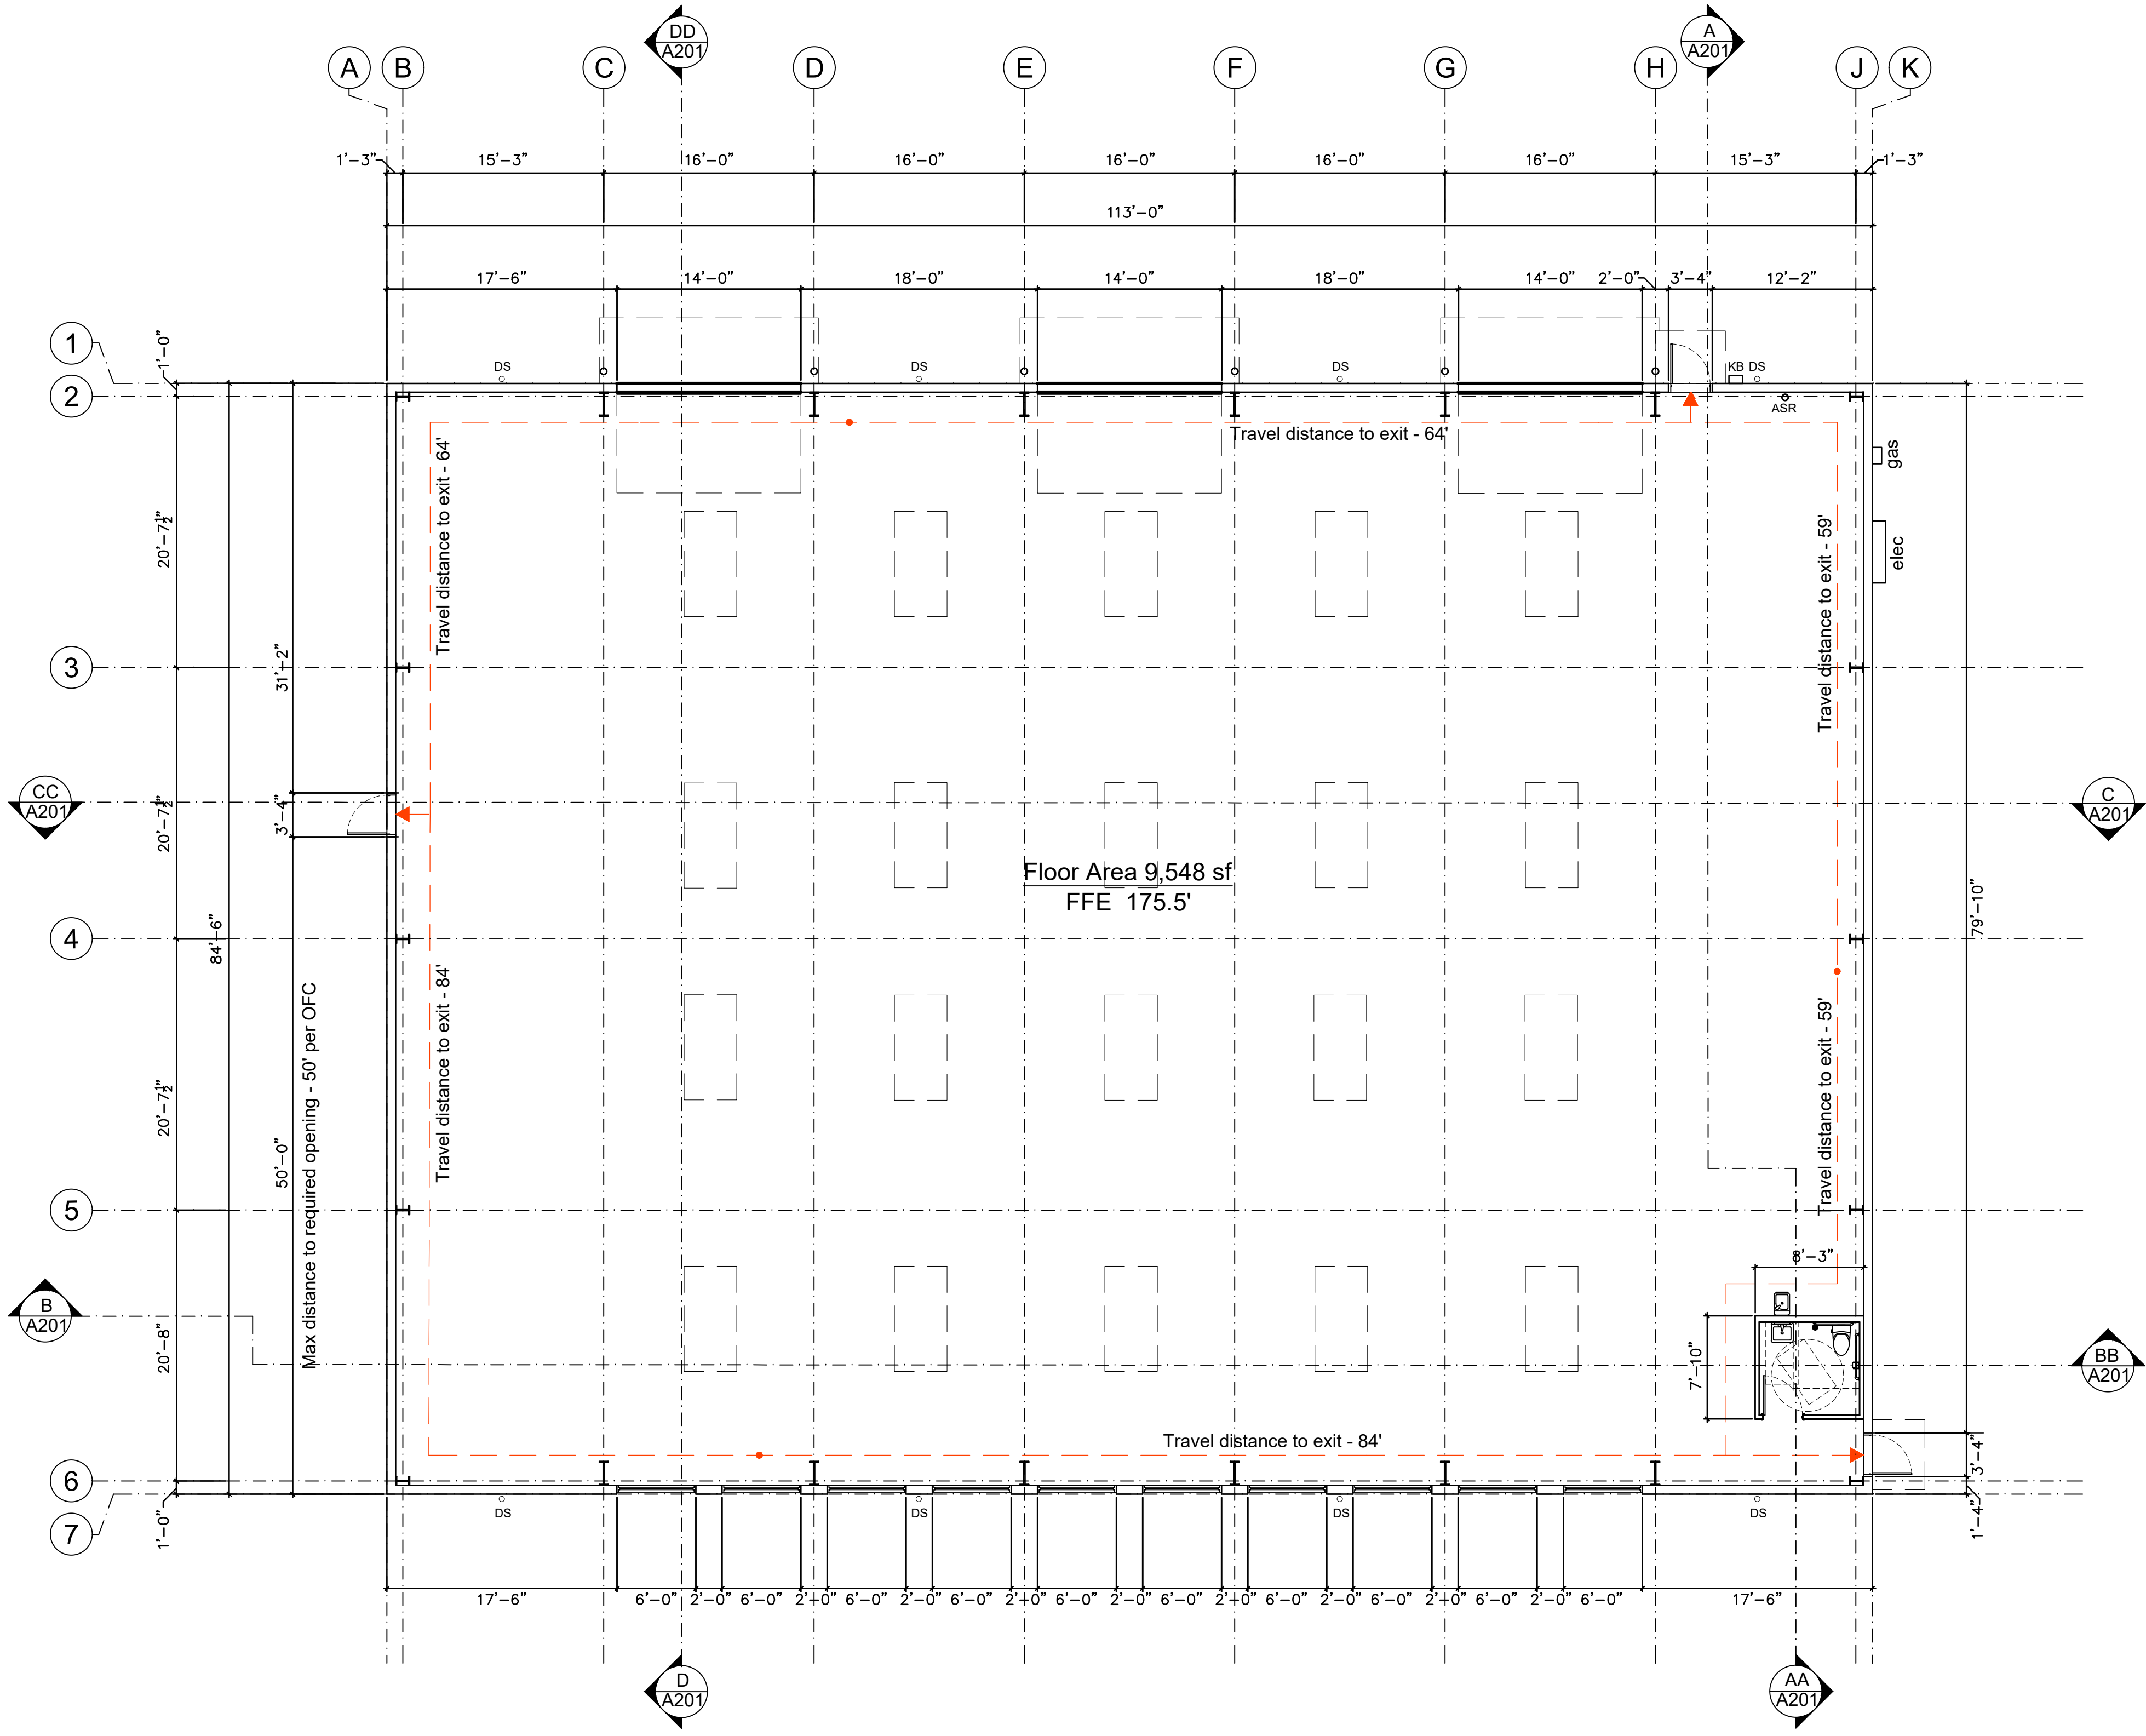 DD
A201
A
A201
A
B
C
D
E
F
G
H
J
K
1'-3"
15'-3"
16'-0"
16'-0"
16'-0"
16'-0"
16'-0"
15'-3"
1'-3"
113'-0"
17'-6"
14'-0"
18'-0"
14'-0"
18'-0"
14'-0"
2'-0"
3'-4"
12'-2"
1
2
3
4
5
6
7
1'-0"
20'-7½"
20'-7½"
20'-7½"
20'-8"
1'-0"
84'-6"
31'-2"
3'-4"
50'-0"
Max distance to required opening - 50' per OFC
DS
DS
DS
KB
DS
ASR
gas
elec
Travel distance to exit - 64'
Travel distance to exit - 64'
Travel distance to exit - 59'
Travel distance to exit - 84'
Travel distance to exit - 59'
Travel distance to exit - 84'
CC
A201
C
A201
Floor Area 9,548 sf
FFE 175.5'
79'-10"
3'-4"
1'-4"
B
A201
BB
A201
8'-3"
7'-10"
DS
DS
DS
DS
17'-6"
6'-0"
2'-0"
6'-0"
2'-0"
6'-0"
2'-0"
6'-0"
2'-0"
6'-0"
2'-0"
6'-0"
2'-0"
6'-0"
2'-0"
6'-0"
2'-0"
6'-0"
2'-0"
6'-0"
17'-6"
D
A201
AA
A201